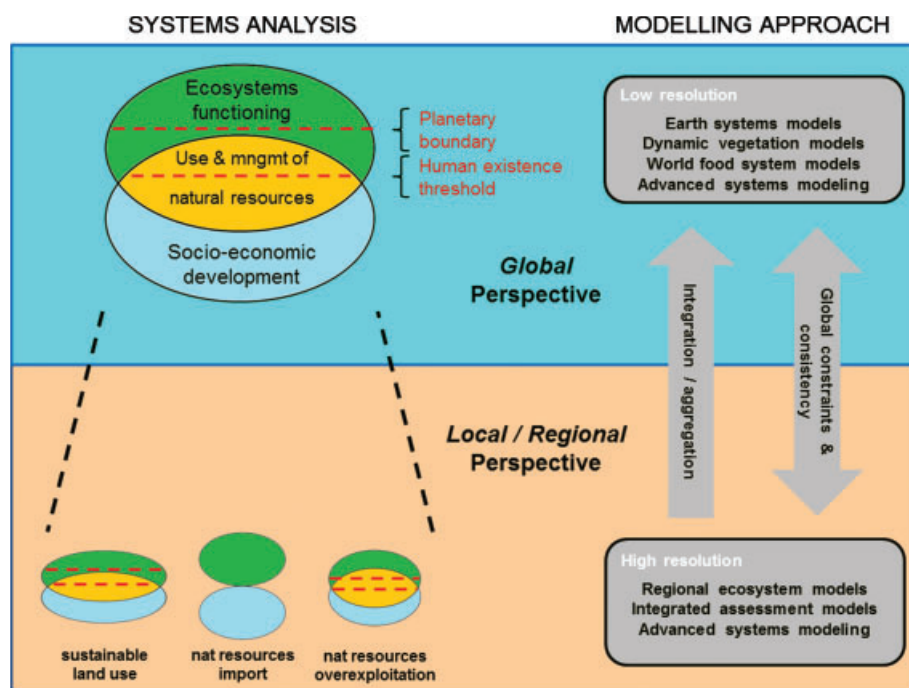 SYSTEMS ANALYSIS
MODELLING APPROACH
Ecosystems
functioning
Use & mngmt of
natural resources
Socio-economic
development
Planetary
boundary
Human existence
threshold
Global
Perspective
Low resolution
Earth systems models
Dynamic vegetation models
World food system models
Advanced systems modeling
Integration / aggregation
Global constraints &
consistency
Local / Regional
Perspective
sustainable
land use
nat resources
import
nat resources
overexploitation
High resolution
Regional ecosystem models
Integrated assessment models
Advanced systems modeling